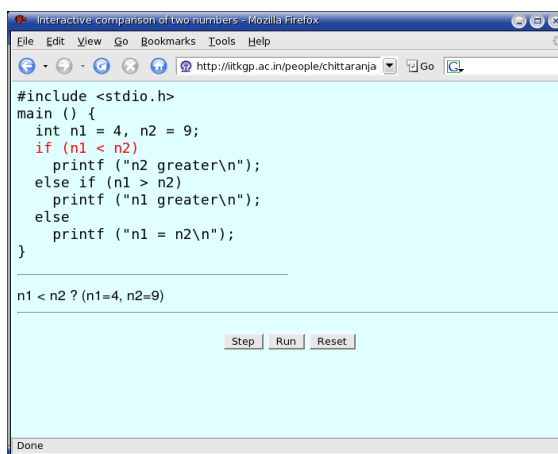 Interactive comparison of two numbers - Mozilla Firefox
File Edit View Go Bookmarks Tools Help
http://iitkgp.ac.in/people/chittaranja Go
#include <stdio.h>
main () {
  int n1 = 4, n2 = 9;
  if (n1 < n2)
    printf ("n2 greater\n");
  else if (n1 > n2)
    printf ("n1 greater\n");
  else
    printf ("n1 = n2\n");
}
n1 < n2 ? (n1=4, n2=9)
Step Run Reset
Done